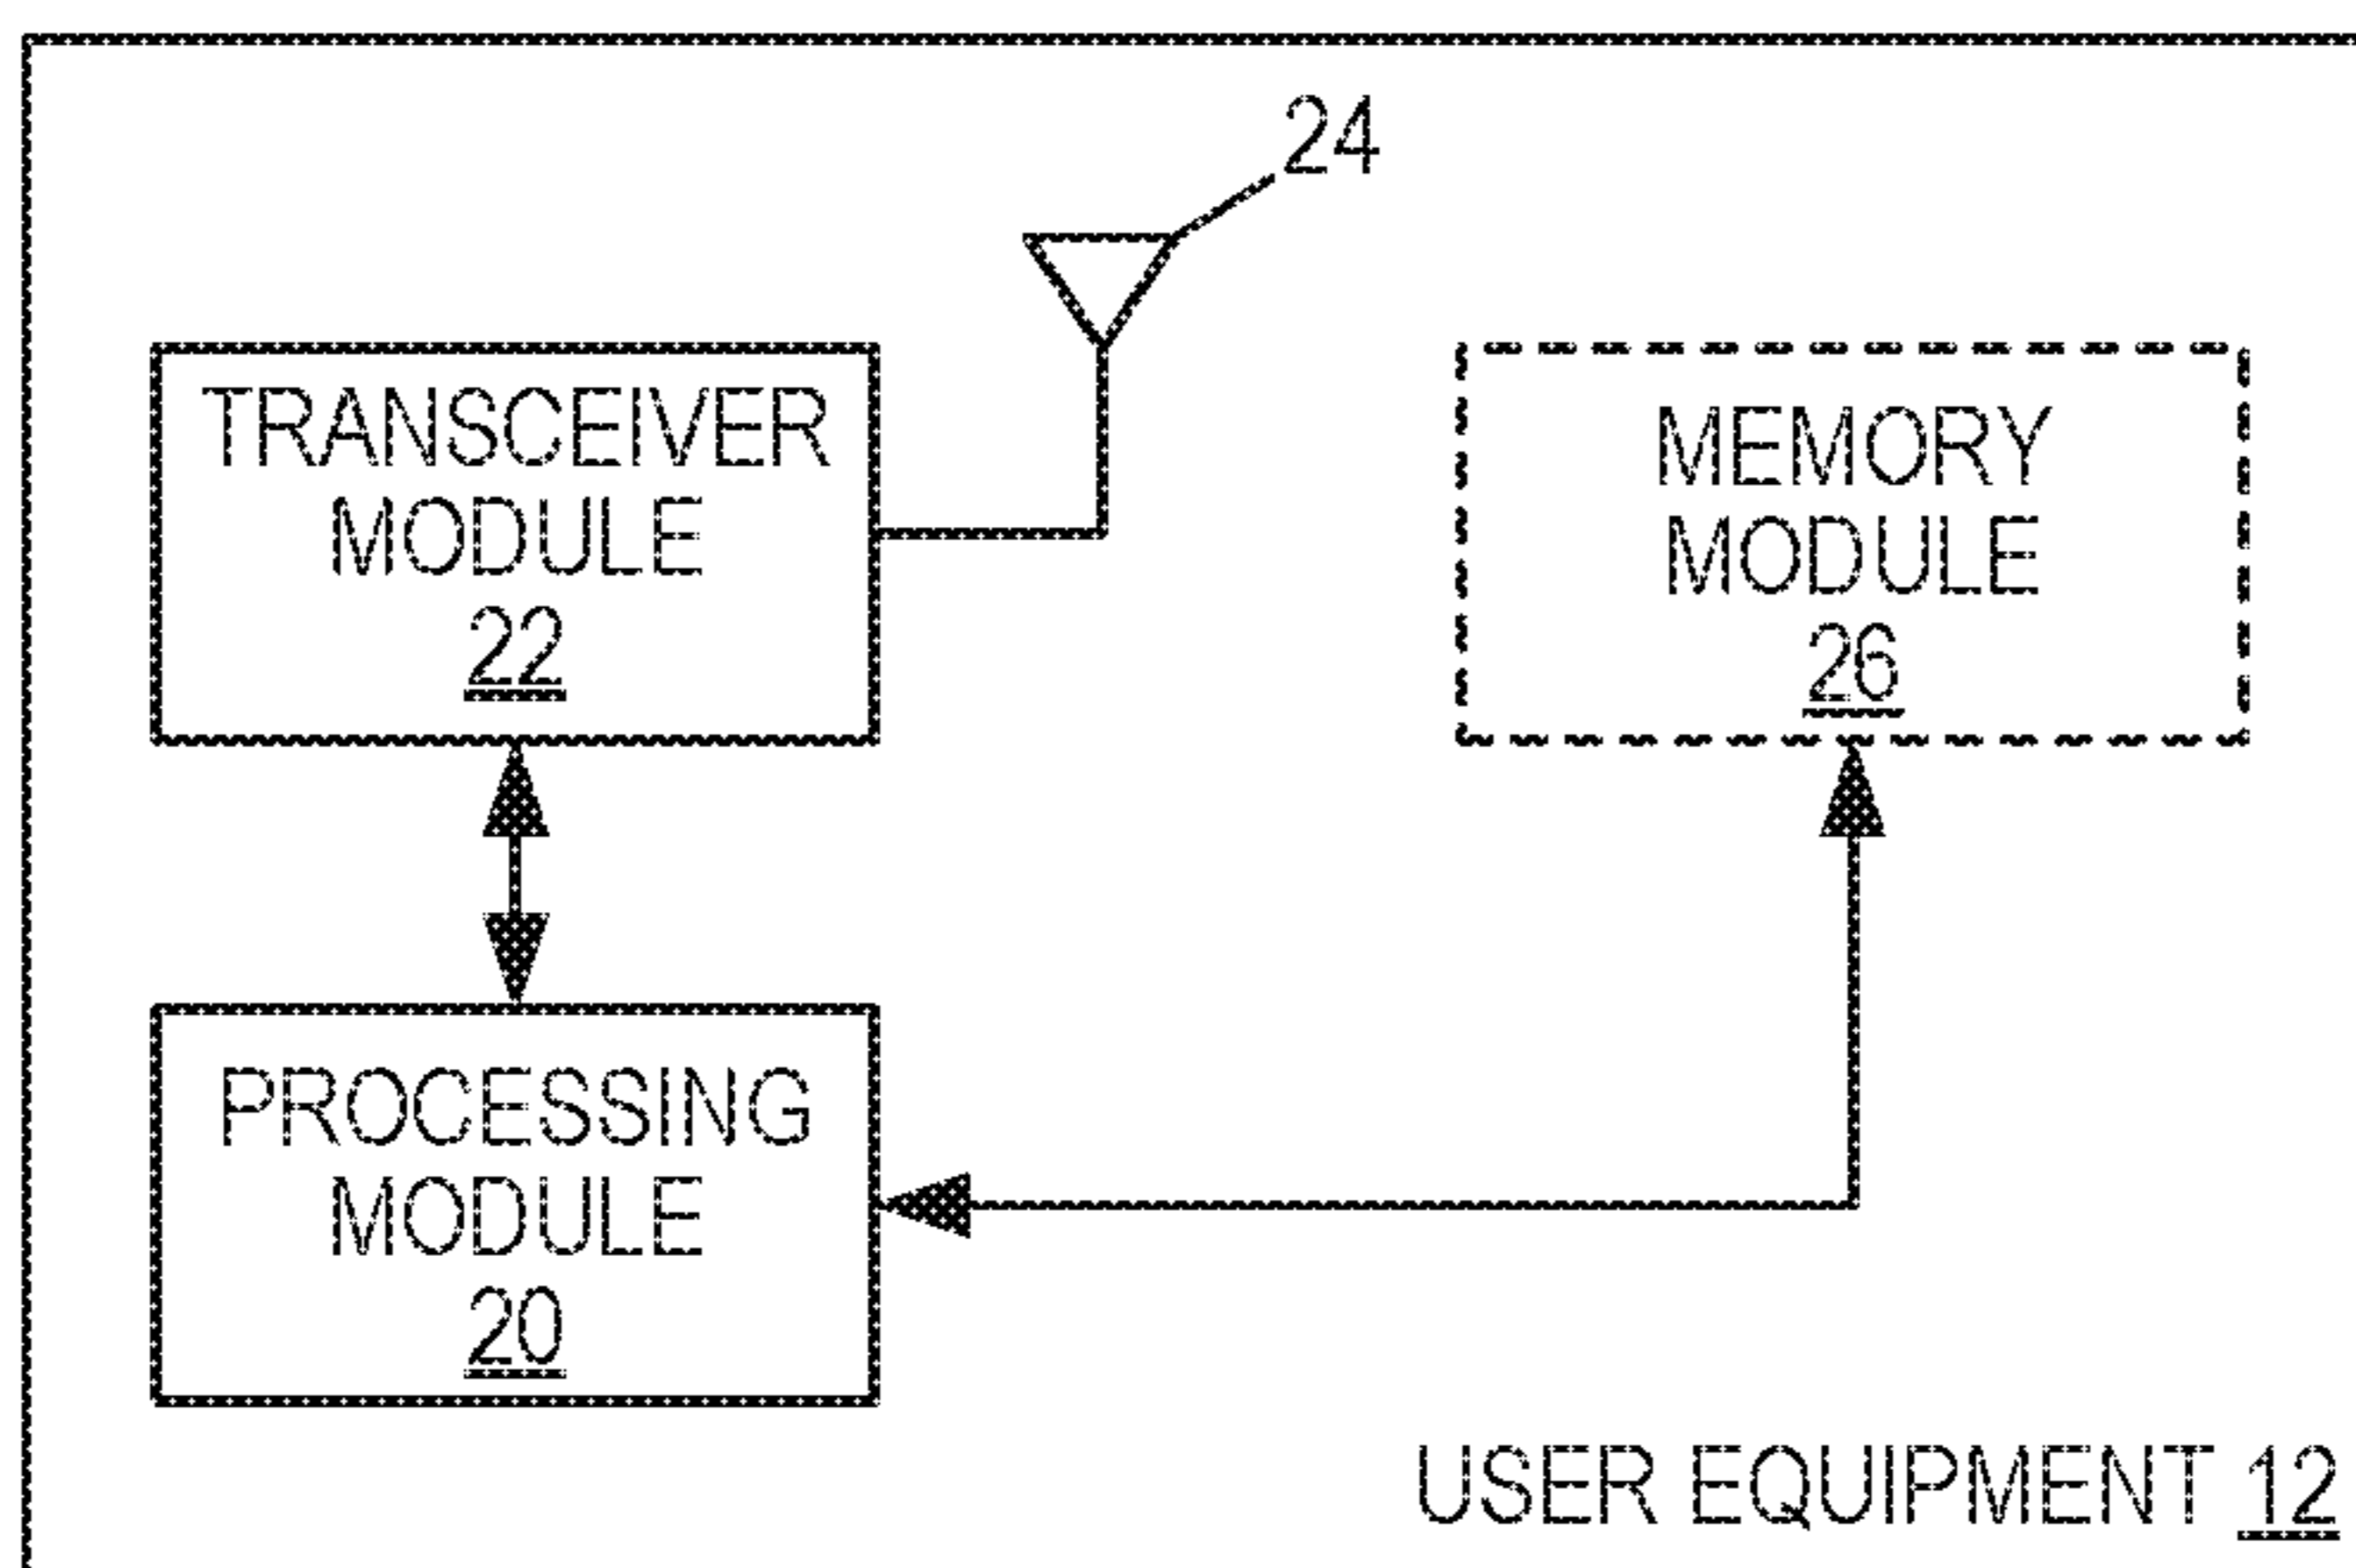 24
TRANSCEIVER
MODULE
22
MEMORY
MODULE
26
PROCESSING
MODULE
20
USER EQUIPMENT 12